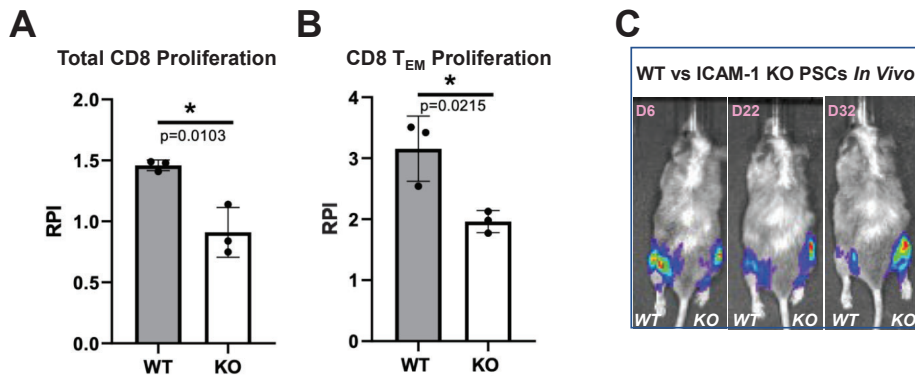 A
Total CD8 Proliferation
*
p=0.0103
2.0
1.5
1.0
0.5
0.0
RPI
WT KO
B
CD8 TEM Proliferation
*
p=0.0215
4
3
2
1
0
RPI
WT KO
C
WT vs ICAM-1 KO PSCs In Vivo
D6 D22 D32
WT KO WT KO WT KO